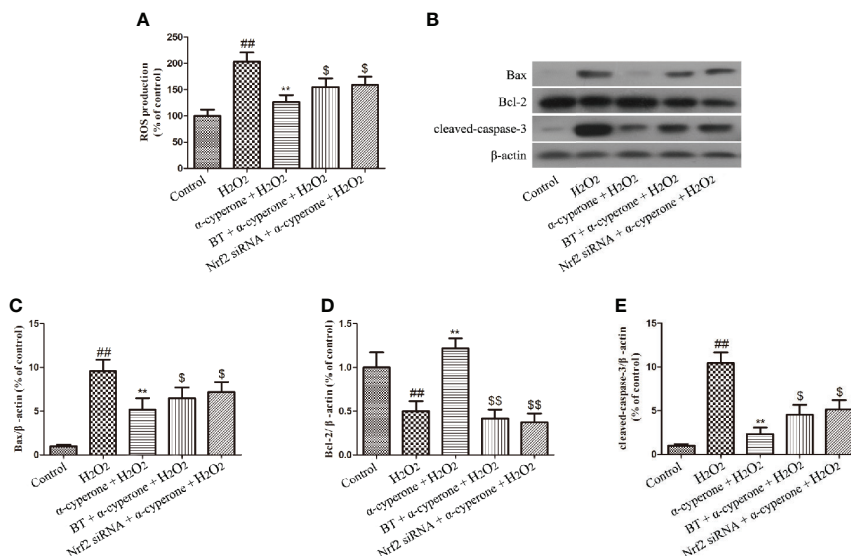 A
ROS production
(% of control)
250
200
150
100
50
0
##
**
$
$
Control
H2O2
α-cyperone + H2O2
BT + α-cyperone + H2O2
Nrf2 siRNA + α-cyperone + H2O2
B
Bax
Bcl-2
cleaved-caspase-3
β-actin
Control
H2O2
α-cyperone + H2O2
BT + α-cyperone + H2O2
Nrf2 siRNA + α-cyperone + H2O2
C
Bax/β-actin (% of control)
15
10
5
0
##
**
$
$
Control
H2O2
α-cyperone + H2O2
BT + α-cyperone + H2O2
Nrf2 siRNA + α-cyperone + H2O2
D
Bcl-2/β-actin (% of control)
1.5
1.0
0.5
0.0
##
**
$$
$$
Control
H2O2
α-cyperone + H2O2
BT + α-cyperone + H2O2
Nrf2 siRNA + α-cyperone + H2O2
E
cleaved-caspase-3/β-actin
(% of control)
15
10
5
0
##
**
$
$
Control
H2O2
α-cyperone + H2O2
BT + α-cyperone + H2O2
Nrf2 siRNA + α-cyperone + H2O2